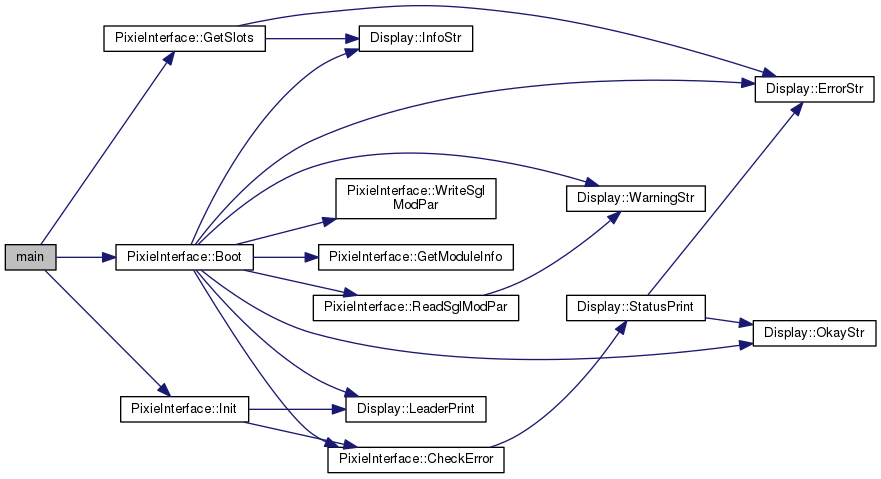 PixieInterface::GetSlots
Display::InfoStr
Display::ErrorStr
PixieInterface::WriteSgl
ModPar
Display::WarningStr
main
PixieInterface::Boot
PixieInterface::GetModuleInfo
PixieInterface::ReadSglModPar
Display::StatusPrint
Display::OkayStr
PixieInterface::Init
Display::LeaderPrint
PixieInterface::CheckError